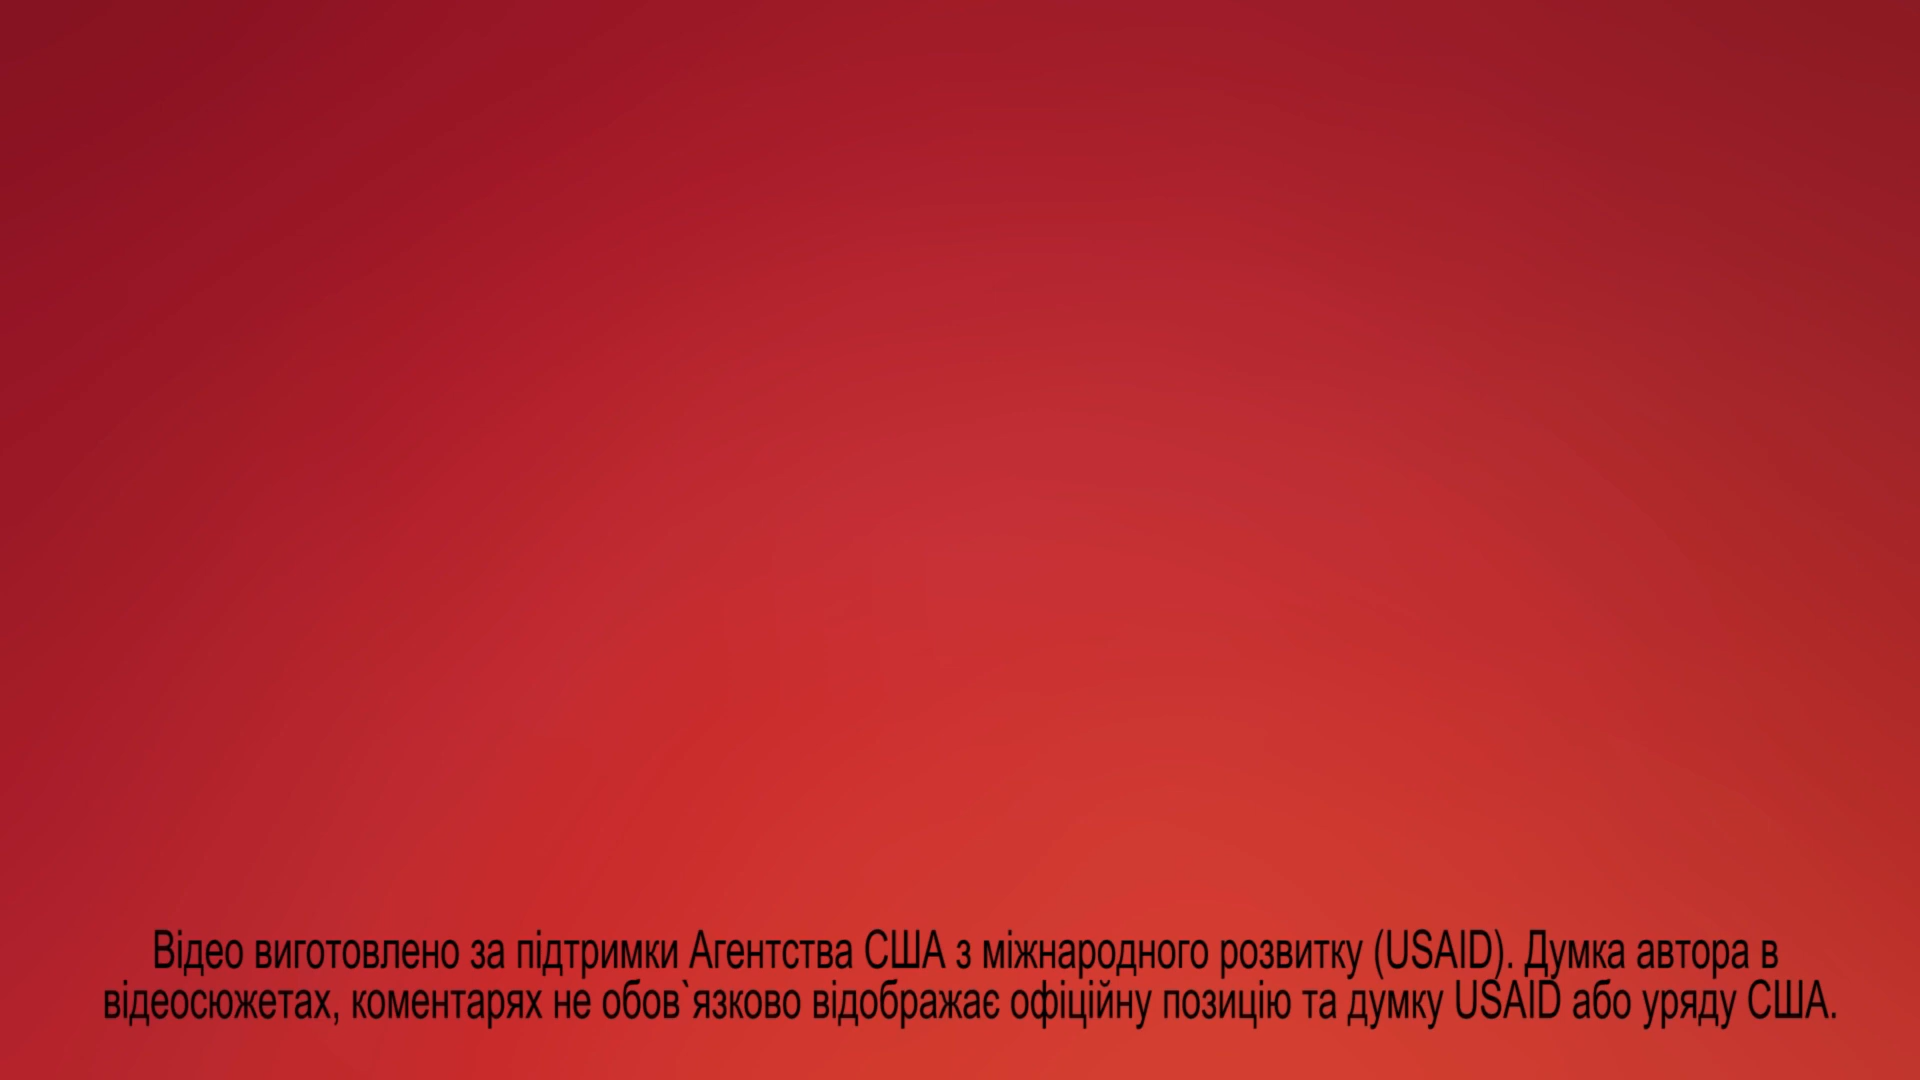 Відео виготовлено за підтримки Агентства США з міжнародного розвитку (USAID). Думка автора в
відеосюжетах, коментарях не обов`язково відображає офіційну позицію та думку USAID або уряду США.